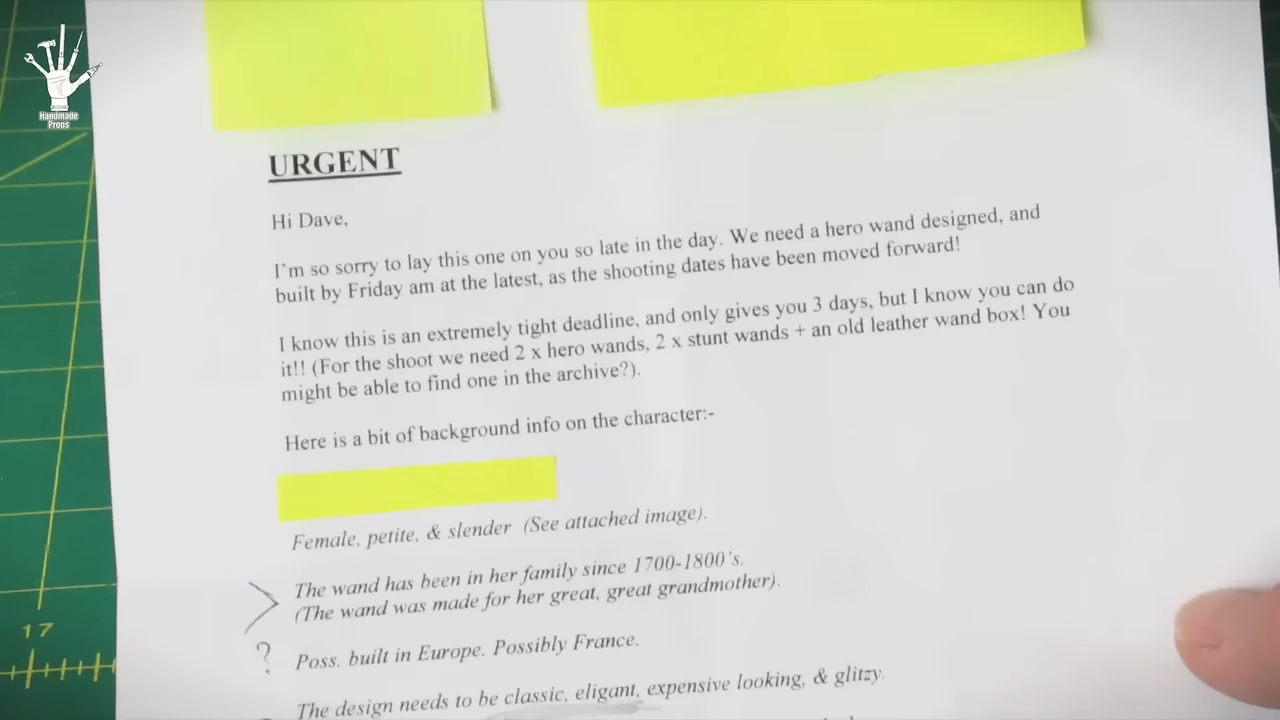 Handmade
Props
URGENT
Hi Dave,
I'm so sorry to lay this one on you so late in the day. We need a hero wand designed, and
built by Friday am at the latest, as the shooting dates have been moved forward!
I know this is an extremely tight deadline, and only gives you 3 days, but I know you can do
it!! (For the shoot we need 2 x hero wands, 2 x stunt wands + an old leather wand box! You
might be able to find one in the archive?).
Here is a bit of background info on the character:-
Female, petite, & slender (See attached image).
The wand has been in her family since 1700-1800's.
(The wand was made for her great, great grandmother).
? Poss. built in Europe. Possibly France.
The design needs to be classic, eligant, expensive looking, & glitzy.
17